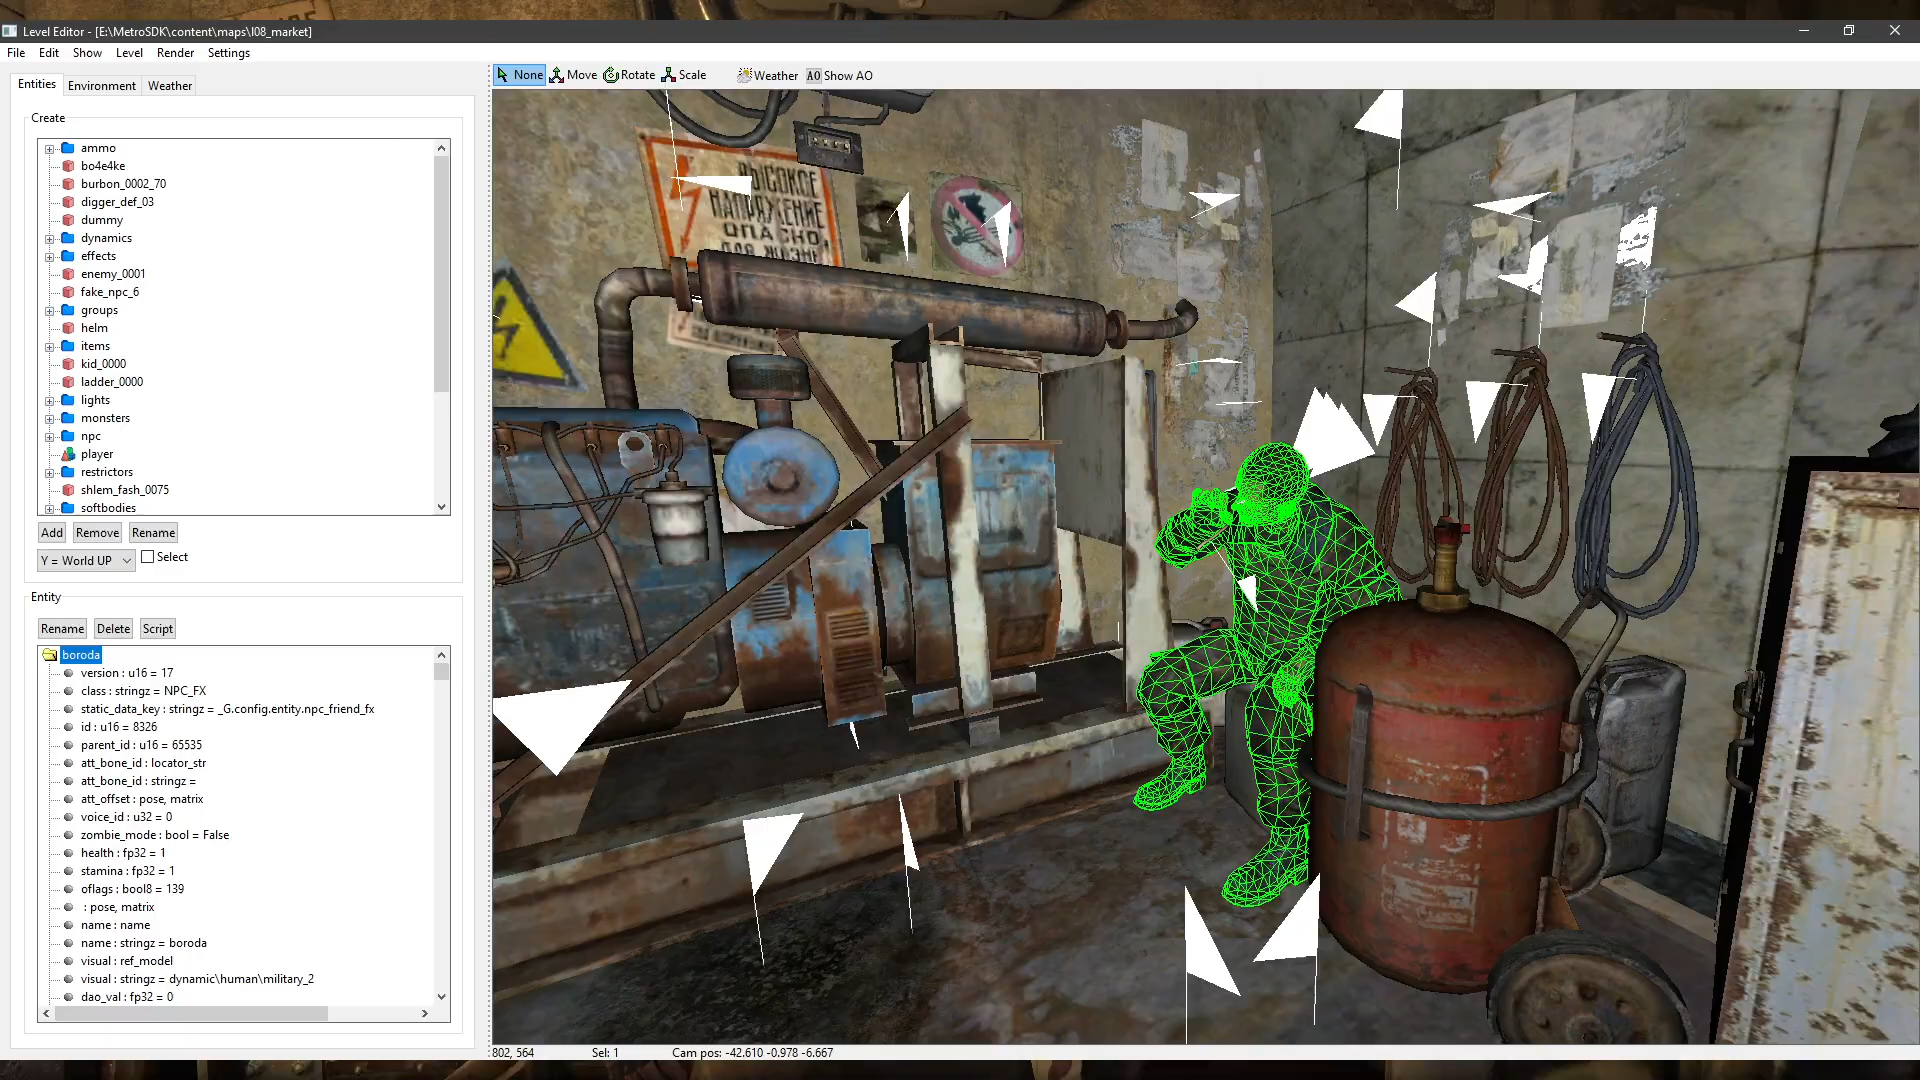 Level Editor - [E:\MetroSDK\content\maps\l08_market]
File Edit Show Level Render Settings
Entities Environment Weather
None Move Rotate Scale Weather AO Show AO
Create
ammo
bo4e4ke
burbon_0002_70
digger_def_03
dummy
dynamics
effects
enemy_0001
fake_npc_6
groups
helm
items
kid_0000
ladder_0000
lights
monsters
npc
player
restrictors
shlem_fash_0075
softbodies
Add Remove Rename
Y = World UP Select
Entity
Rename Delete Script
boroda
version : u16 = 17
class : stringz = NPC_FX
static_data_key : stringz = _G.config.entity.npc_friend_fx
id : u16 = 8326
parent_id : u16 = 65535
att_bone_id : locator_str
att_bone_id : stringz =
att_offset : pose, matrix
voice_id : u32 = 0
zombie_mode : bool = False
health : fp32 = 1
stamina : fp32 = 1
oflags : bool8 = 139
: pose, matrix
name : name
name : stringz = boroda
visual : ref_model
visual : stringz = dynamic\human\military_2
dao_val : fp32 = 0
ВЫСОКОЕ
НАПРЯЖЕНИЕ
ОПАСНО
ДЛЯ ЖИЗНИ
802, 564 Sel: 1 Cam pos: -42.610 -0.978 -6.667